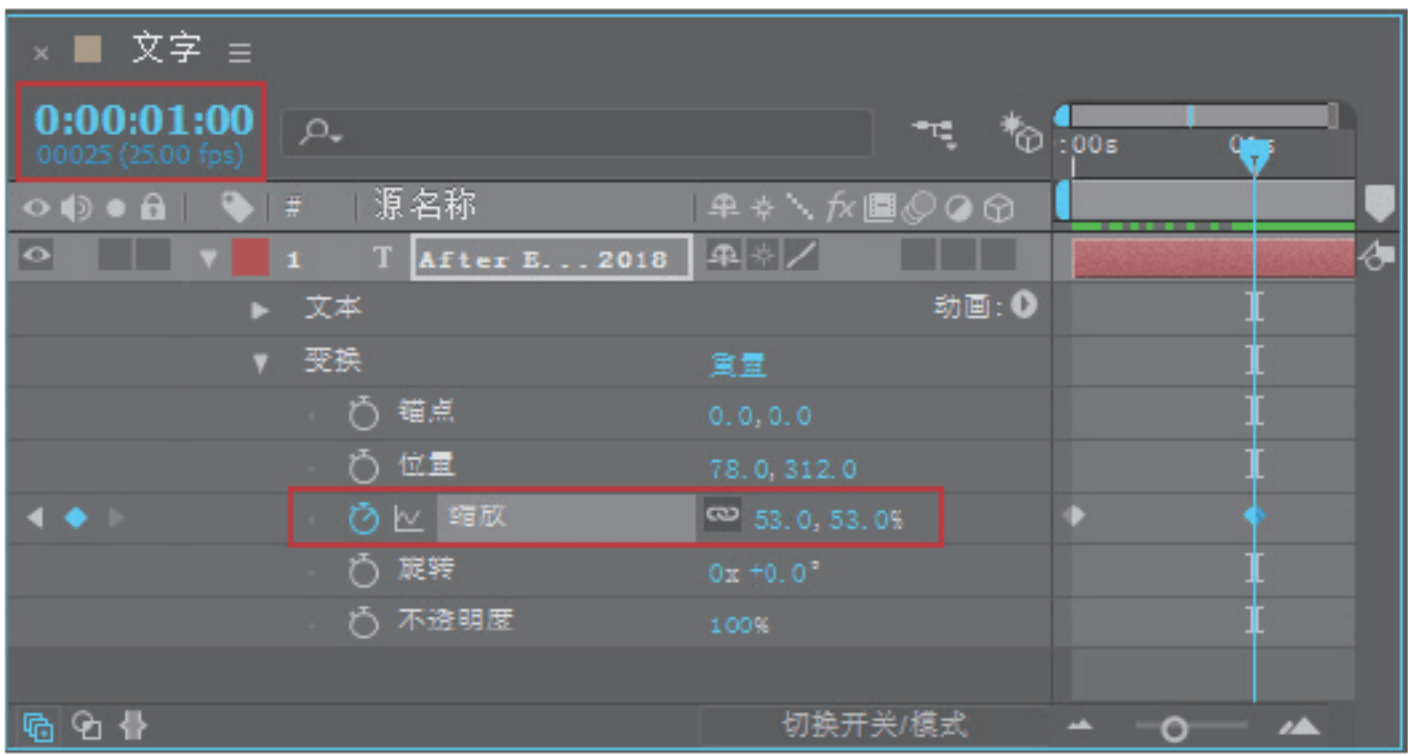 文字
0:00:01:00
00025 (25.00 fps)
:00s
# 源名称
fx
1 T After E...2018
文本 动画:
变换 重置
锚点 0.0,0.0
位置 78.0,312.0
缩放 53.0,53.0%
旋转 0x+0.0°
不透明度 100%
切换开关/模式